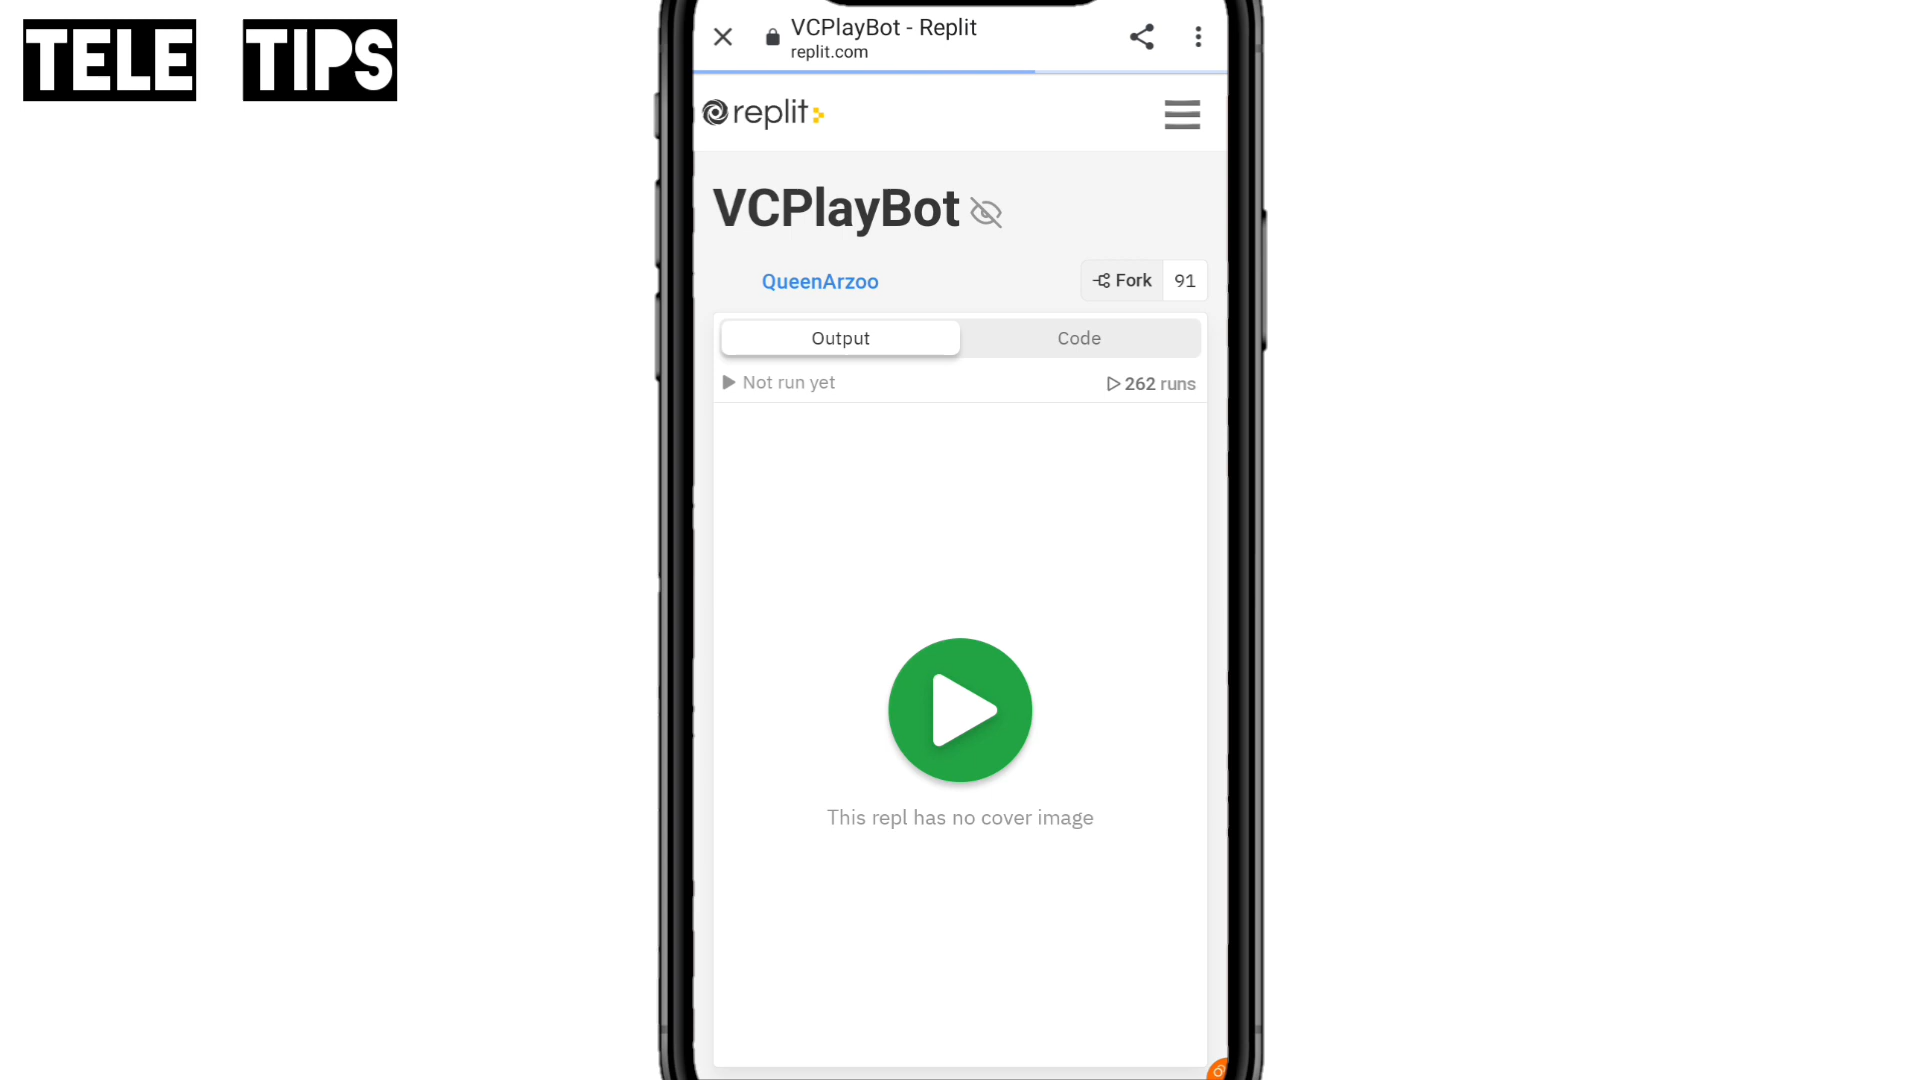 TELE TIPS
VCPlayBot - Replit
replit.com
replit
VCPlayBot
QueenArzoo
Fork 91
Output Code
Not run yet 262 runs
This repl has no cover image